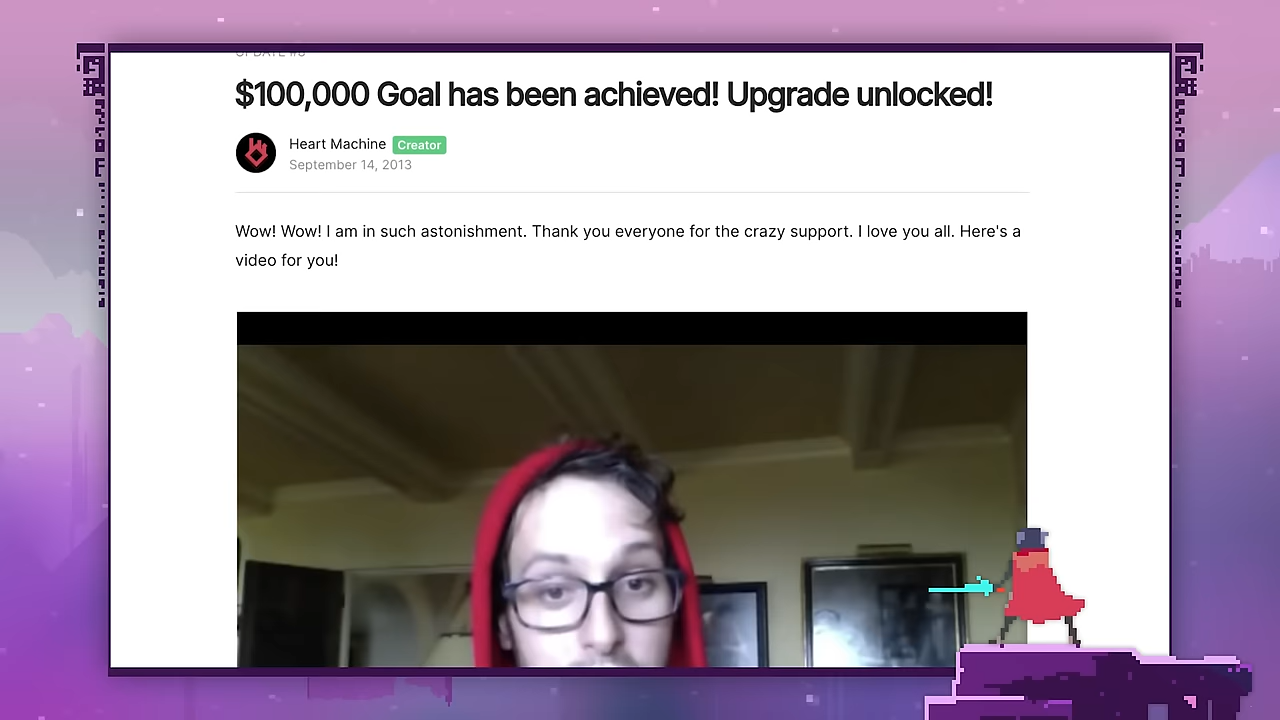 $100,000 Goal has been achieved! Upgrade unlocked!
Heart Machine Creator
September 14, 2013
Wow! Wow! I am in such astonishment. Thank you everyone for the crazy support. I love you all. Here's a
video for you!